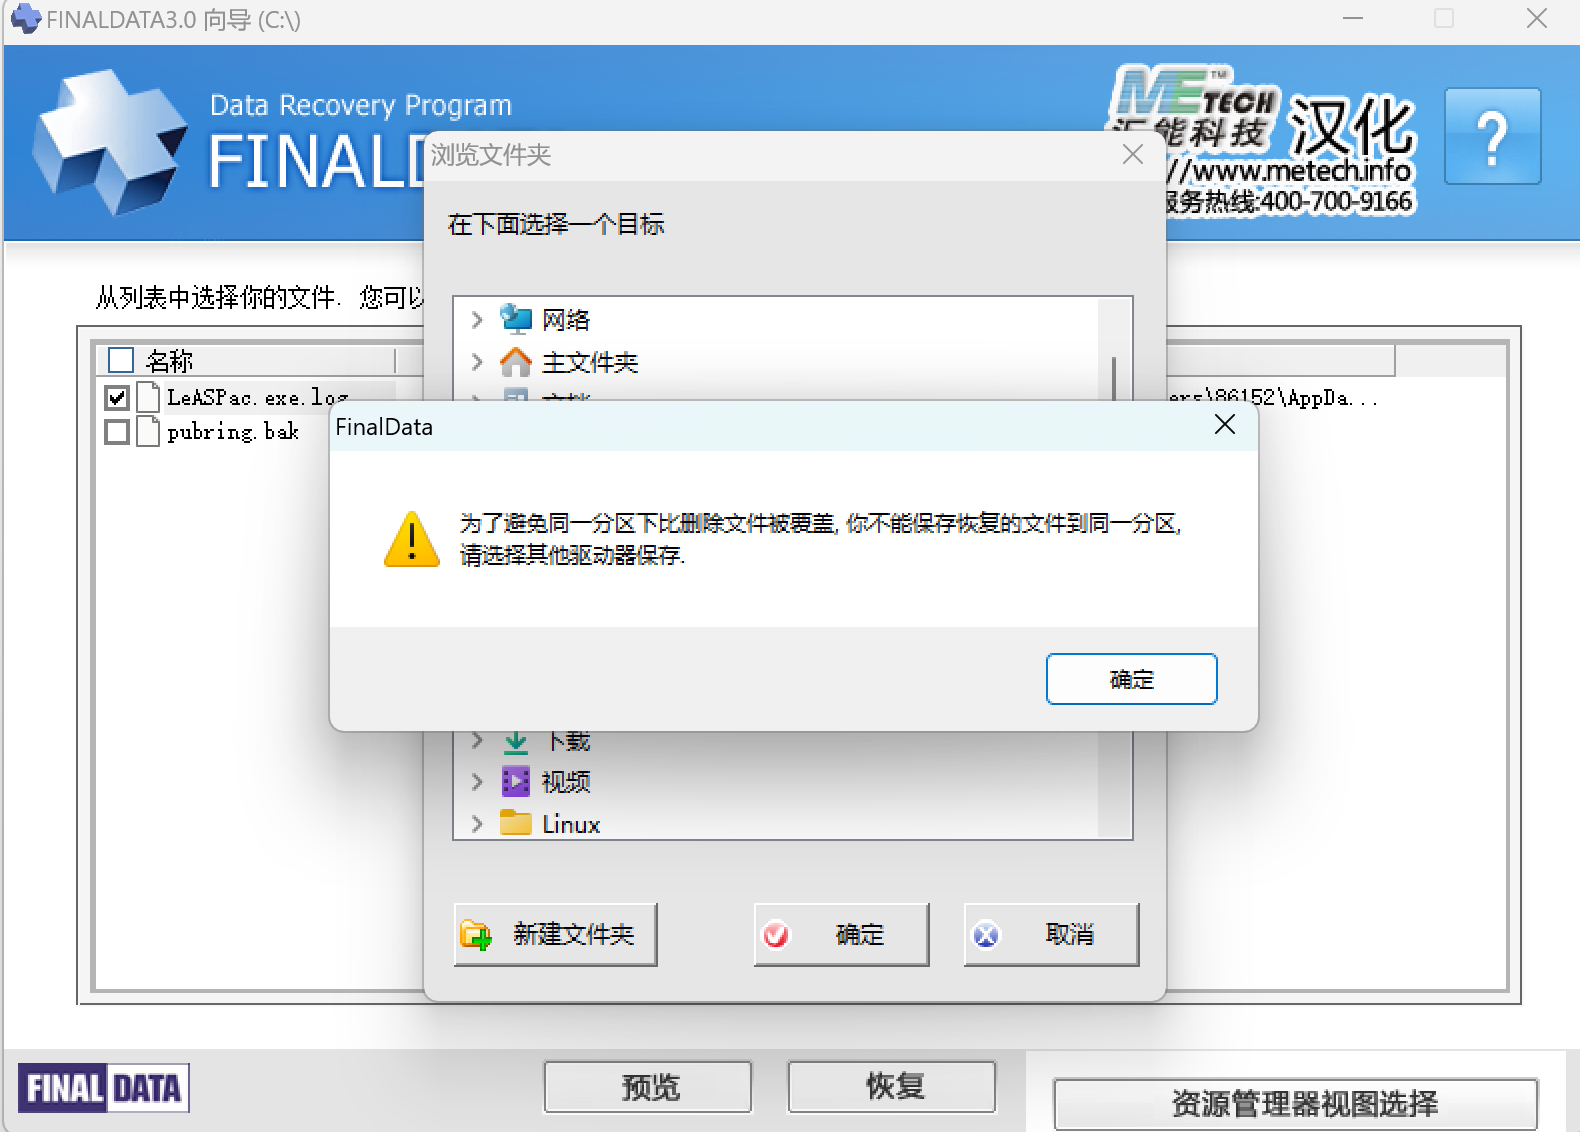 FINALDATA3.0 向导 (C:\)
Data Recovery Program
FINALD
METECH™
汇能科技
汉化
//www.metech.info
服务热线:400-700-9166
?
浏览文件夹
在下面选择一个目标
从列表中选择你的文件. 您可以
网络
主文件夹
文档
名称
LeASPac.exe.log
ers\86152\AppDa...
pubring.bak
FinalData
为了避免同一分区下比删除文件被覆盖, 你不能保存恢复的文件到同一分区,
请选择其他驱动器保存.
确定
下载
视频
Linux
新建文件夹
确定
取消
FINAL DATA
预览
恢复
资源管理器视图选择